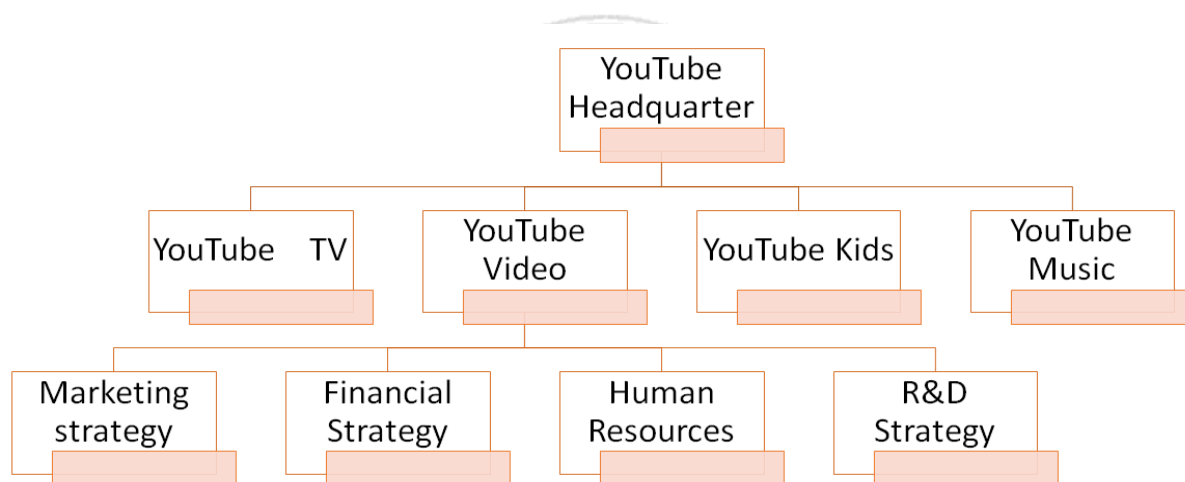 YouTube
Headquarter
YouTube TV
YouTube
Video
YouTube Kids
YouTube
Music
Marketing
strategy
Financial
Strategy
Human
Resources
R&D
Strategy